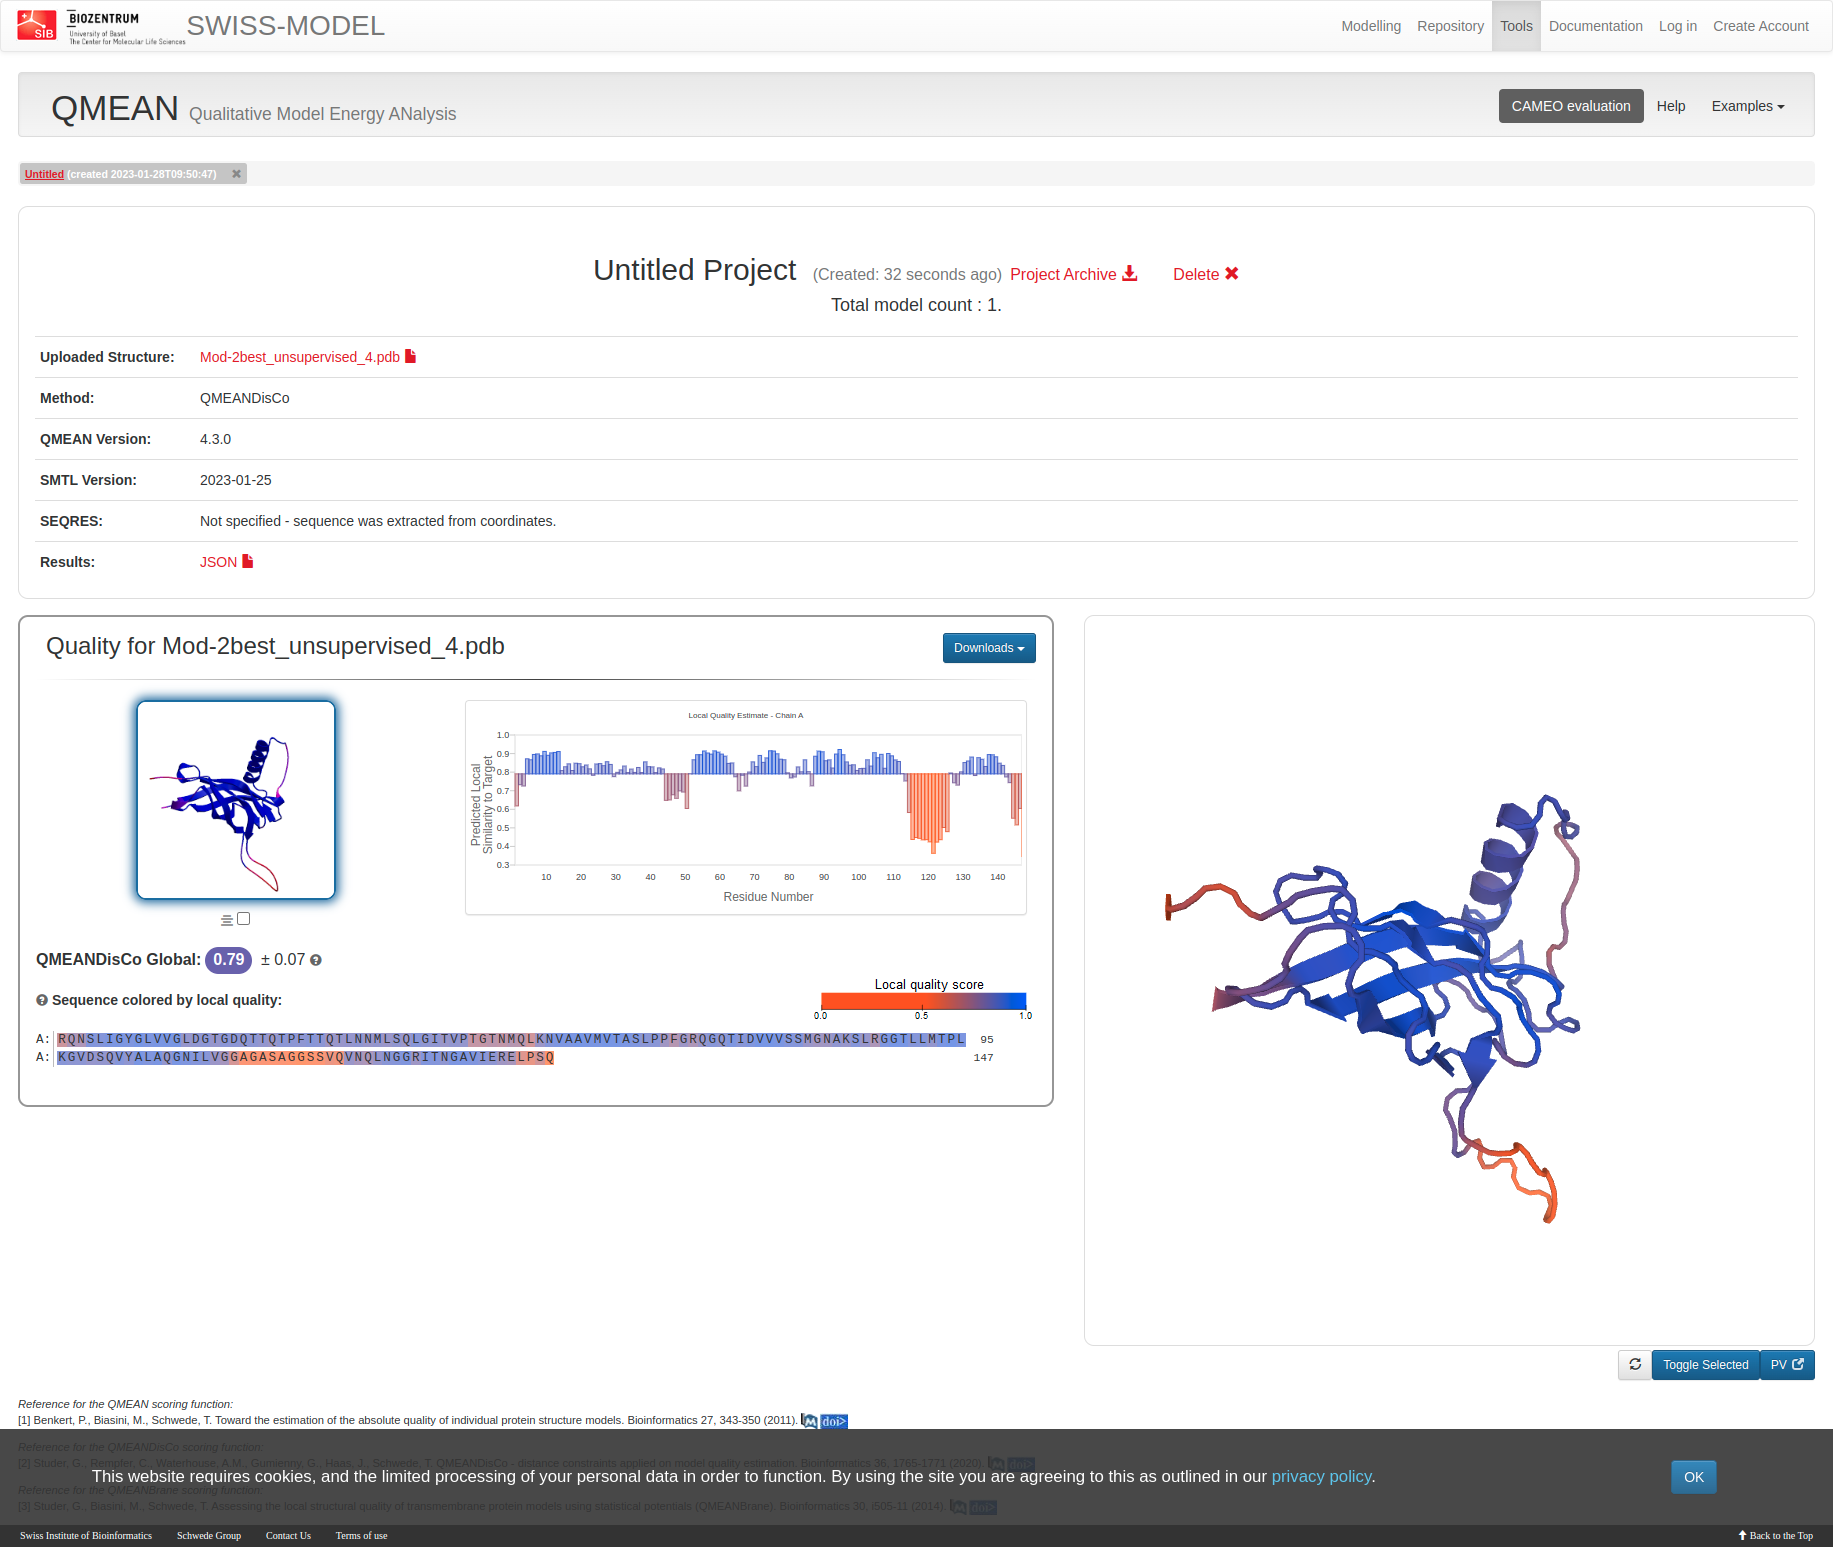 SIB
BIOZENTRUM
University of Basel
The Center for Molecular Life Sciences
SWISS-MODEL
Modelling Repository Tools Documentation Log in Create Account
QMEAN Qualitative Model Energy ANalysis
CAMEO evaluation Help Examples
Untitled (created 2023-01-28T09:50:47)
Untitled Project (Created: 32 seconds ago) Project Archive Delete
Total model count : 1.
Uploaded Structure: Mod-2best_unsupervised_4.pdb
Method: QMEANDisCo
QMEAN Version: 4.3.0
SMTL Version: 2023-01-25
SEQRES: Not specified - sequence was extracted from coordinates.
Results: JSON
Quality for Mod-2best_unsupervised_4.pdb
Downloads
Local Quality Estimate - Chain A
1.0
0.9
0.8
0.7
0.6
0.5
0.4
0.3
Predicted Local
Similarity to Target
10 20 30 40 50 60 70 80 90 100 110 120 130 140
Residue Number
QMEANDisCo Global: 0.79 ± 0.07
Sequence colored by local quality:
Local quality score
0.0 0.5 1.0
A: RQNSLIGYGLVVGLDGTGDQTTQTPFTTQTLNNMLSQLGITVPTGTNMQLKNVAAVMVTASLPPFGRQGQTIDVVVSSMGNAKSLRGGTLLMTPL 95
A: KGVDSQVYALAQGNILVGGAGASAGGSSVQVNQLNGGRITNGAVIERELPSQ 147
Toggle Selected PV
Reference for the QMEAN scoring function:
[1] Benkert, P., Biasini, M., Schwede, T. Toward the estimation of the absolute quality of individual protein structure models. Bioinformatics 27, 343-350 (2011). M doi>
Reference for the QMEANDisCo scoring function:
[2] Studer, G., Rempfer, C., Waterhouse, A.M., Gumienny, G., Haas, J., Schwede, T. QMEANDisCo - distance constraints applied on model quality estimation. Bioinformatics 36, 1765-1771 (2020). M doi>
This website requires cookies, and the limited processing of your personal data in order to function. By using the site you are agreeing to this as outlined in our privacy policy.
OK
Reference for the QMEANBrane scoring function:
[3] Studer, G., Biasini, M., Schwede, T. Assessing the local structural quality of transmembrane protein models using statistical potentials (QMEANBrane). Bioinformatics 30, i505-11 (2014). M doi>
Swiss Institute of Bioinformatics Schwede Group Contact Us Terms of use Back to the Top